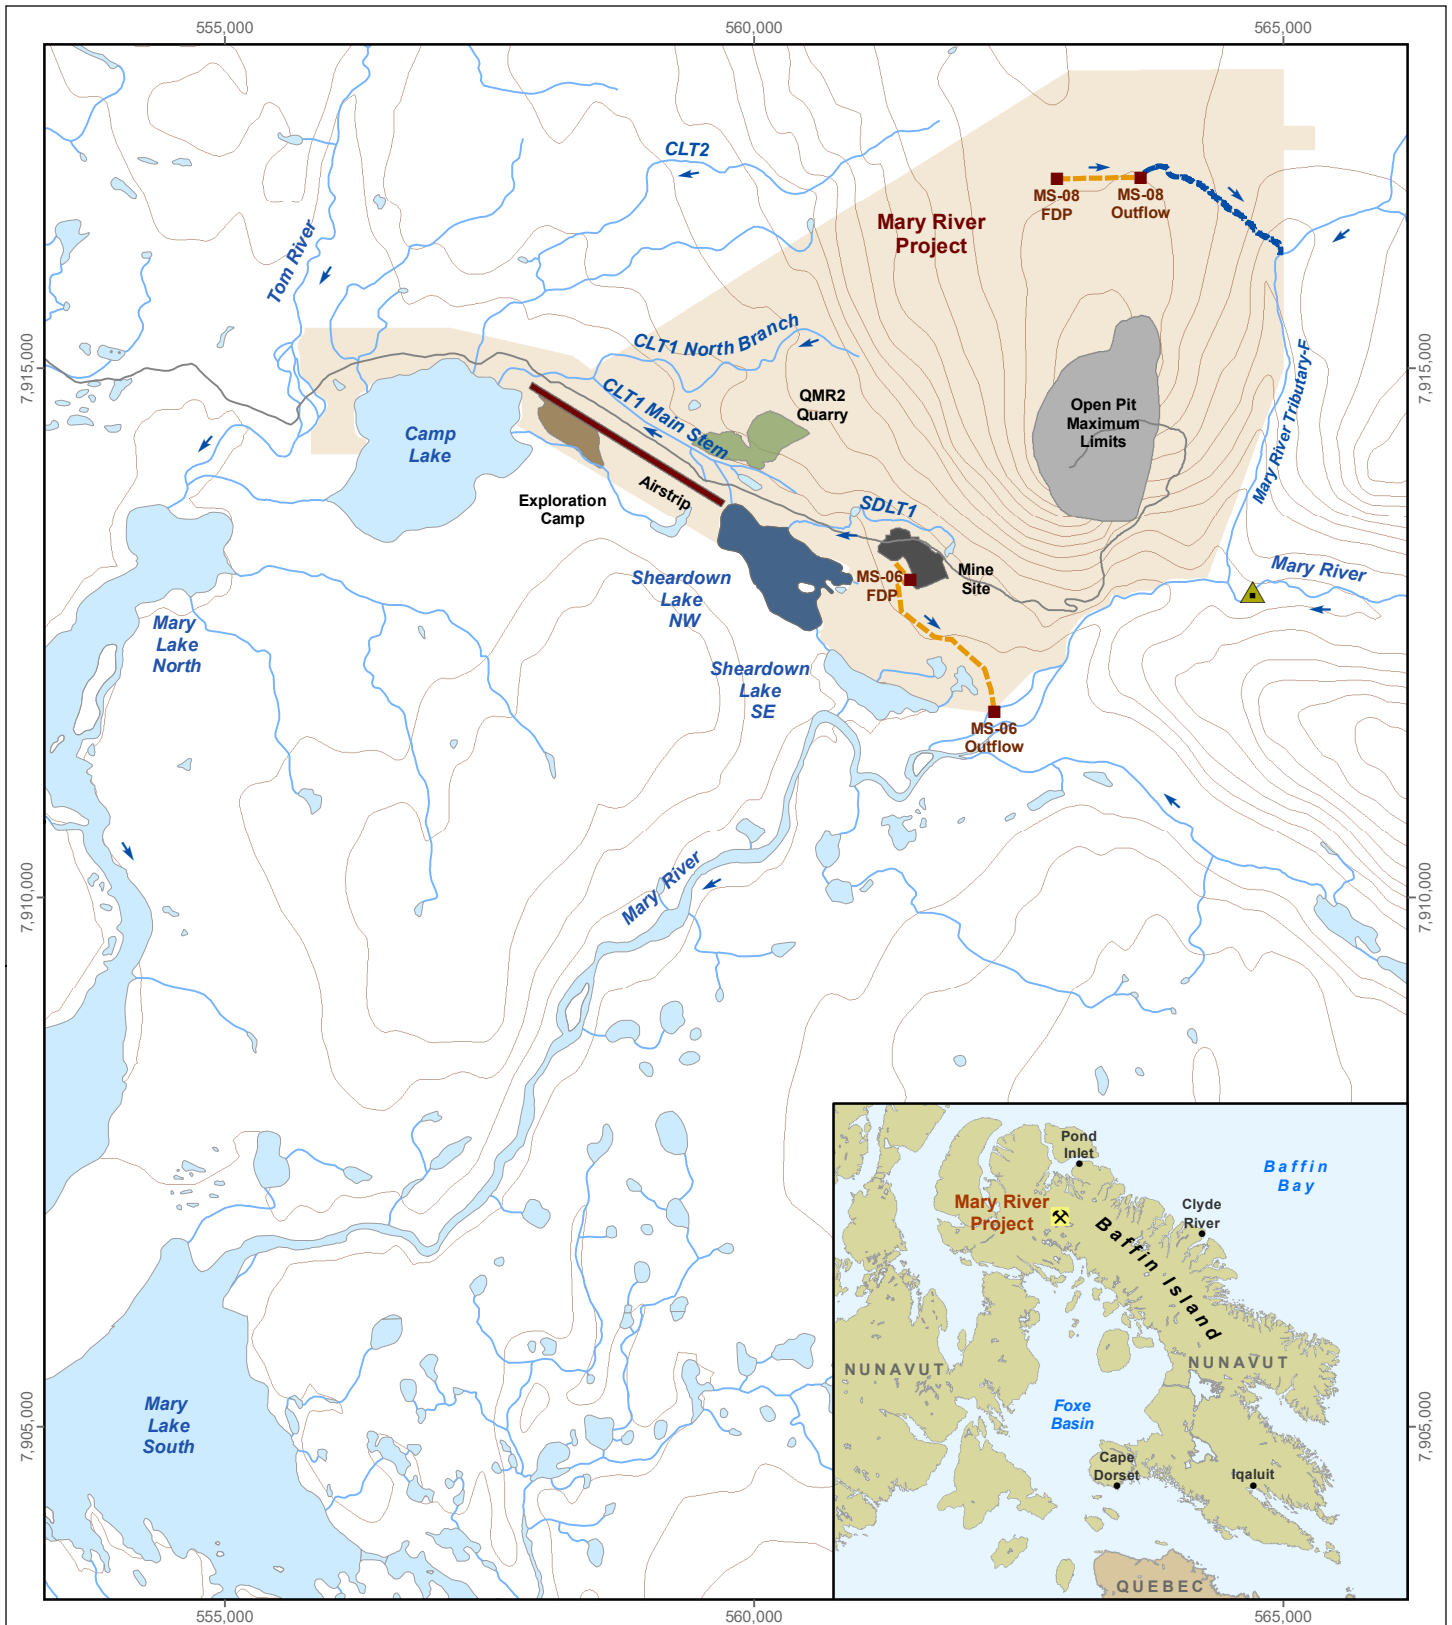 555,000
560,000
565,000
CLT2
MS-08
FDP
MS-08
Outflow
Mary River
Project
Tom River
CLT1 North Branch
7,915,000
7,915,000
Mary River Tributary-F
CLT1 Main Stem
QMR2
Quarry
Open Pit
Maximum
Limits
Camp
Lake
Airstrip
Exploration
Camp
SDLT1
Mine
Site
Mary River
MS-06
FDP
Sheardown
Lake
NW
Mary
Lake
North
Sheardown
Lake
SE
MS-06
Outflow
Mary River
7,910,000
7,910,000
Pond
Inlet
Baffin
Bay
Mary River
Project
Clyde
River
Baffin Island
NUNAVUT
NUNAVUT
Foxe
Basin
Mary
Lake
South
7,905,000
7,905,000
Cape
Dorset
Iqaluit
QUEBEC
555,000
560,000
565,000